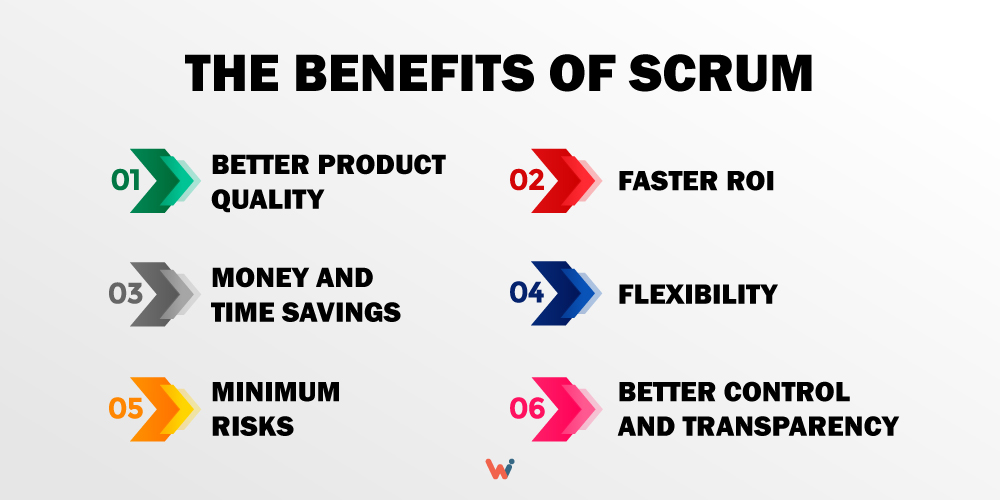 THE BENEFITS OF SCRUM
01
BETTER PRODUCT
QUALITY
02
FASTER ROI
03
MONEY AND
TIME SAVINGS
04
FLEXIBILITY
05
MINIMUM
RISKS
06
BETTER CONTROL
AND TRANSPARENCY